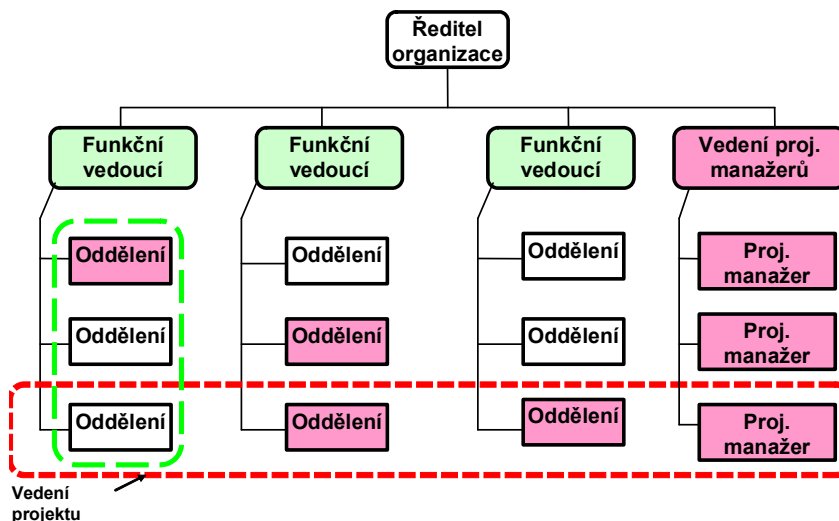 Ředitel
organizace
Funkční
vedoucí
Funkční
vedoucí
Funkční
vedoucí
Vedení proj.
manažerů
Oddělení
Oddělení
Oddělení
Proj.
manažer
Oddělení
Oddělení
Oddělení
Proj.
manažer
Oddělení
Oddělení
Oddělení
Proj.
manažer
Vedení
projektu